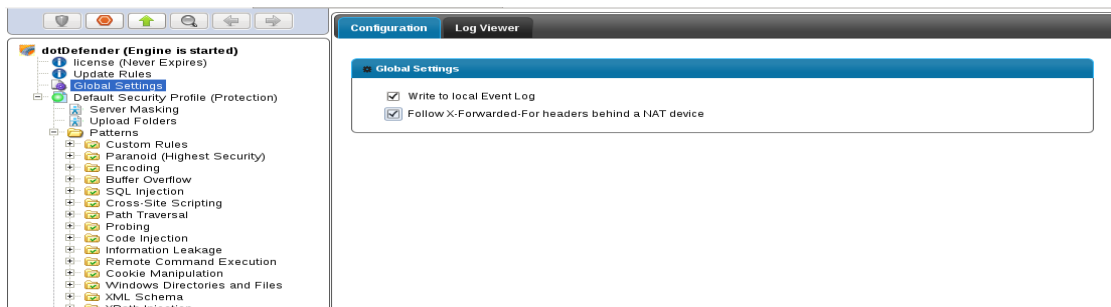 Configuration
Log Viewer
dotDefender (Engine is started)
license (Never Expires)
Update Rules
Global Settings
Default Security Profile (Protection)
Server Masking
Upload Folders
Patterns
Custom Rules
Paranoid (Highest Security)
Encoding
Buffer Overflow
SQL Injection
Cross-Site Scripting
Path Traversal
Probing
Code Injection
Information Leakage
Remote Command Execution
Cookie Manipulation
Windows Directories and Files
XML Schema
XPath Injection
Global Settings
Write to local Event Log
Follow X-Forwarded-For headers behind a NAT device